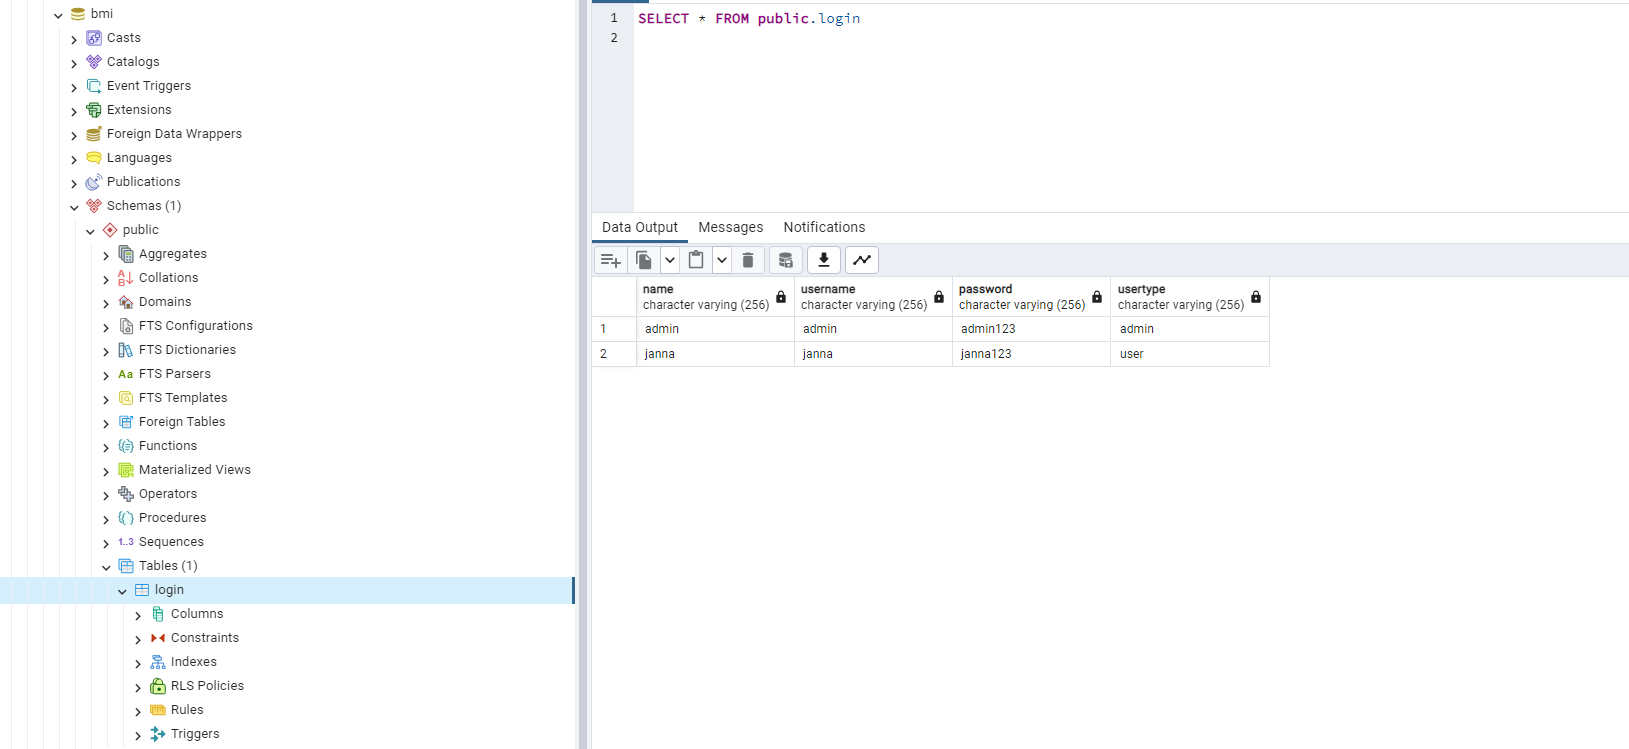 bmi
Casts
Catalogs
Event Triggers
Extensions
Foreign Data Wrappers
Languages
Publications
Schemas (1)
public
Aggregates
Collations
Domains
FTS Configurations
FTS Dictionaries
Aa FTS Parsers
FTS Templates
Foreign Tables
Functions
Materialized Views
Operators
Procedures
1..3 Sequences
Tables (1)
login
Columns
Constraints
Indexes
RLS Policies
Rules
Triggers
1 SELECT * FROM public.login
2
Data Output Messages Notifications
name username password usertype
character varying (256) character varying (256) character varying (256) character varying (256)
1 admin admin admin123 admin
2 janna janna janna123 user